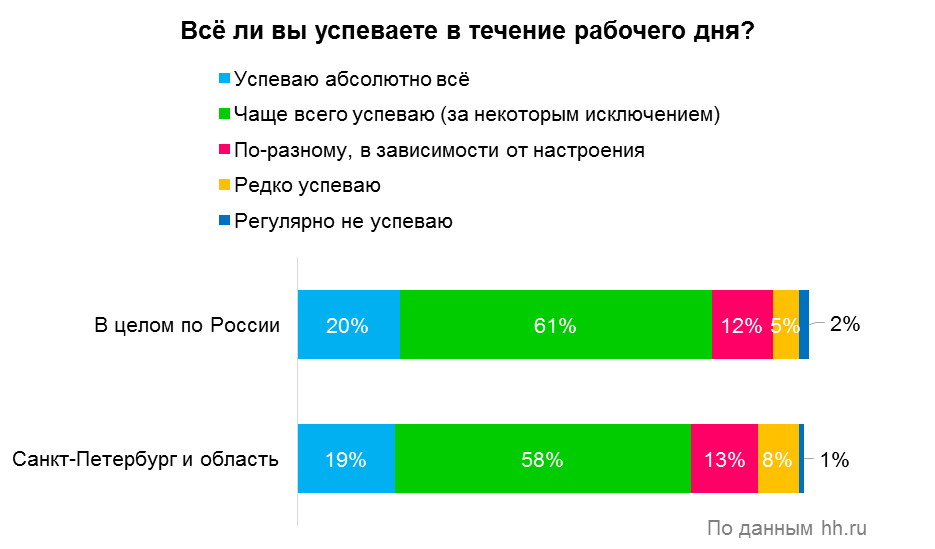 Всё ли вы успеваете в течение рабочего дня?
Успеваю абсолютно всё
Чаще всего успеваю (за некоторым исключением)
По-разному, в зависимости от настроения
Редко успеваю
Регулярно не успеваю
В целом по России 20% 61% 12% 5% 2%
Санкт-Петербург и область 19% 58% 13% 8% 1%
По данным hh.ru